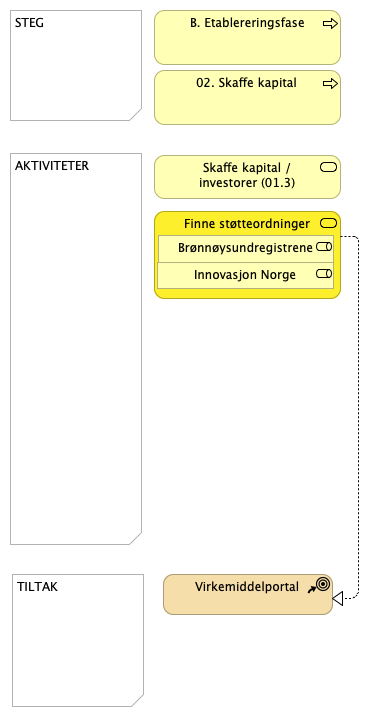 STEG
B. Etablereringsfase
02. Skaffe kapital
AKTIVITETER
Skaffe kapital /
investorer (01.3)
Finne støtteordninger
Brønnøysundregistrene
Innovasjon Norge
TILTAK
Virkemiddelportal